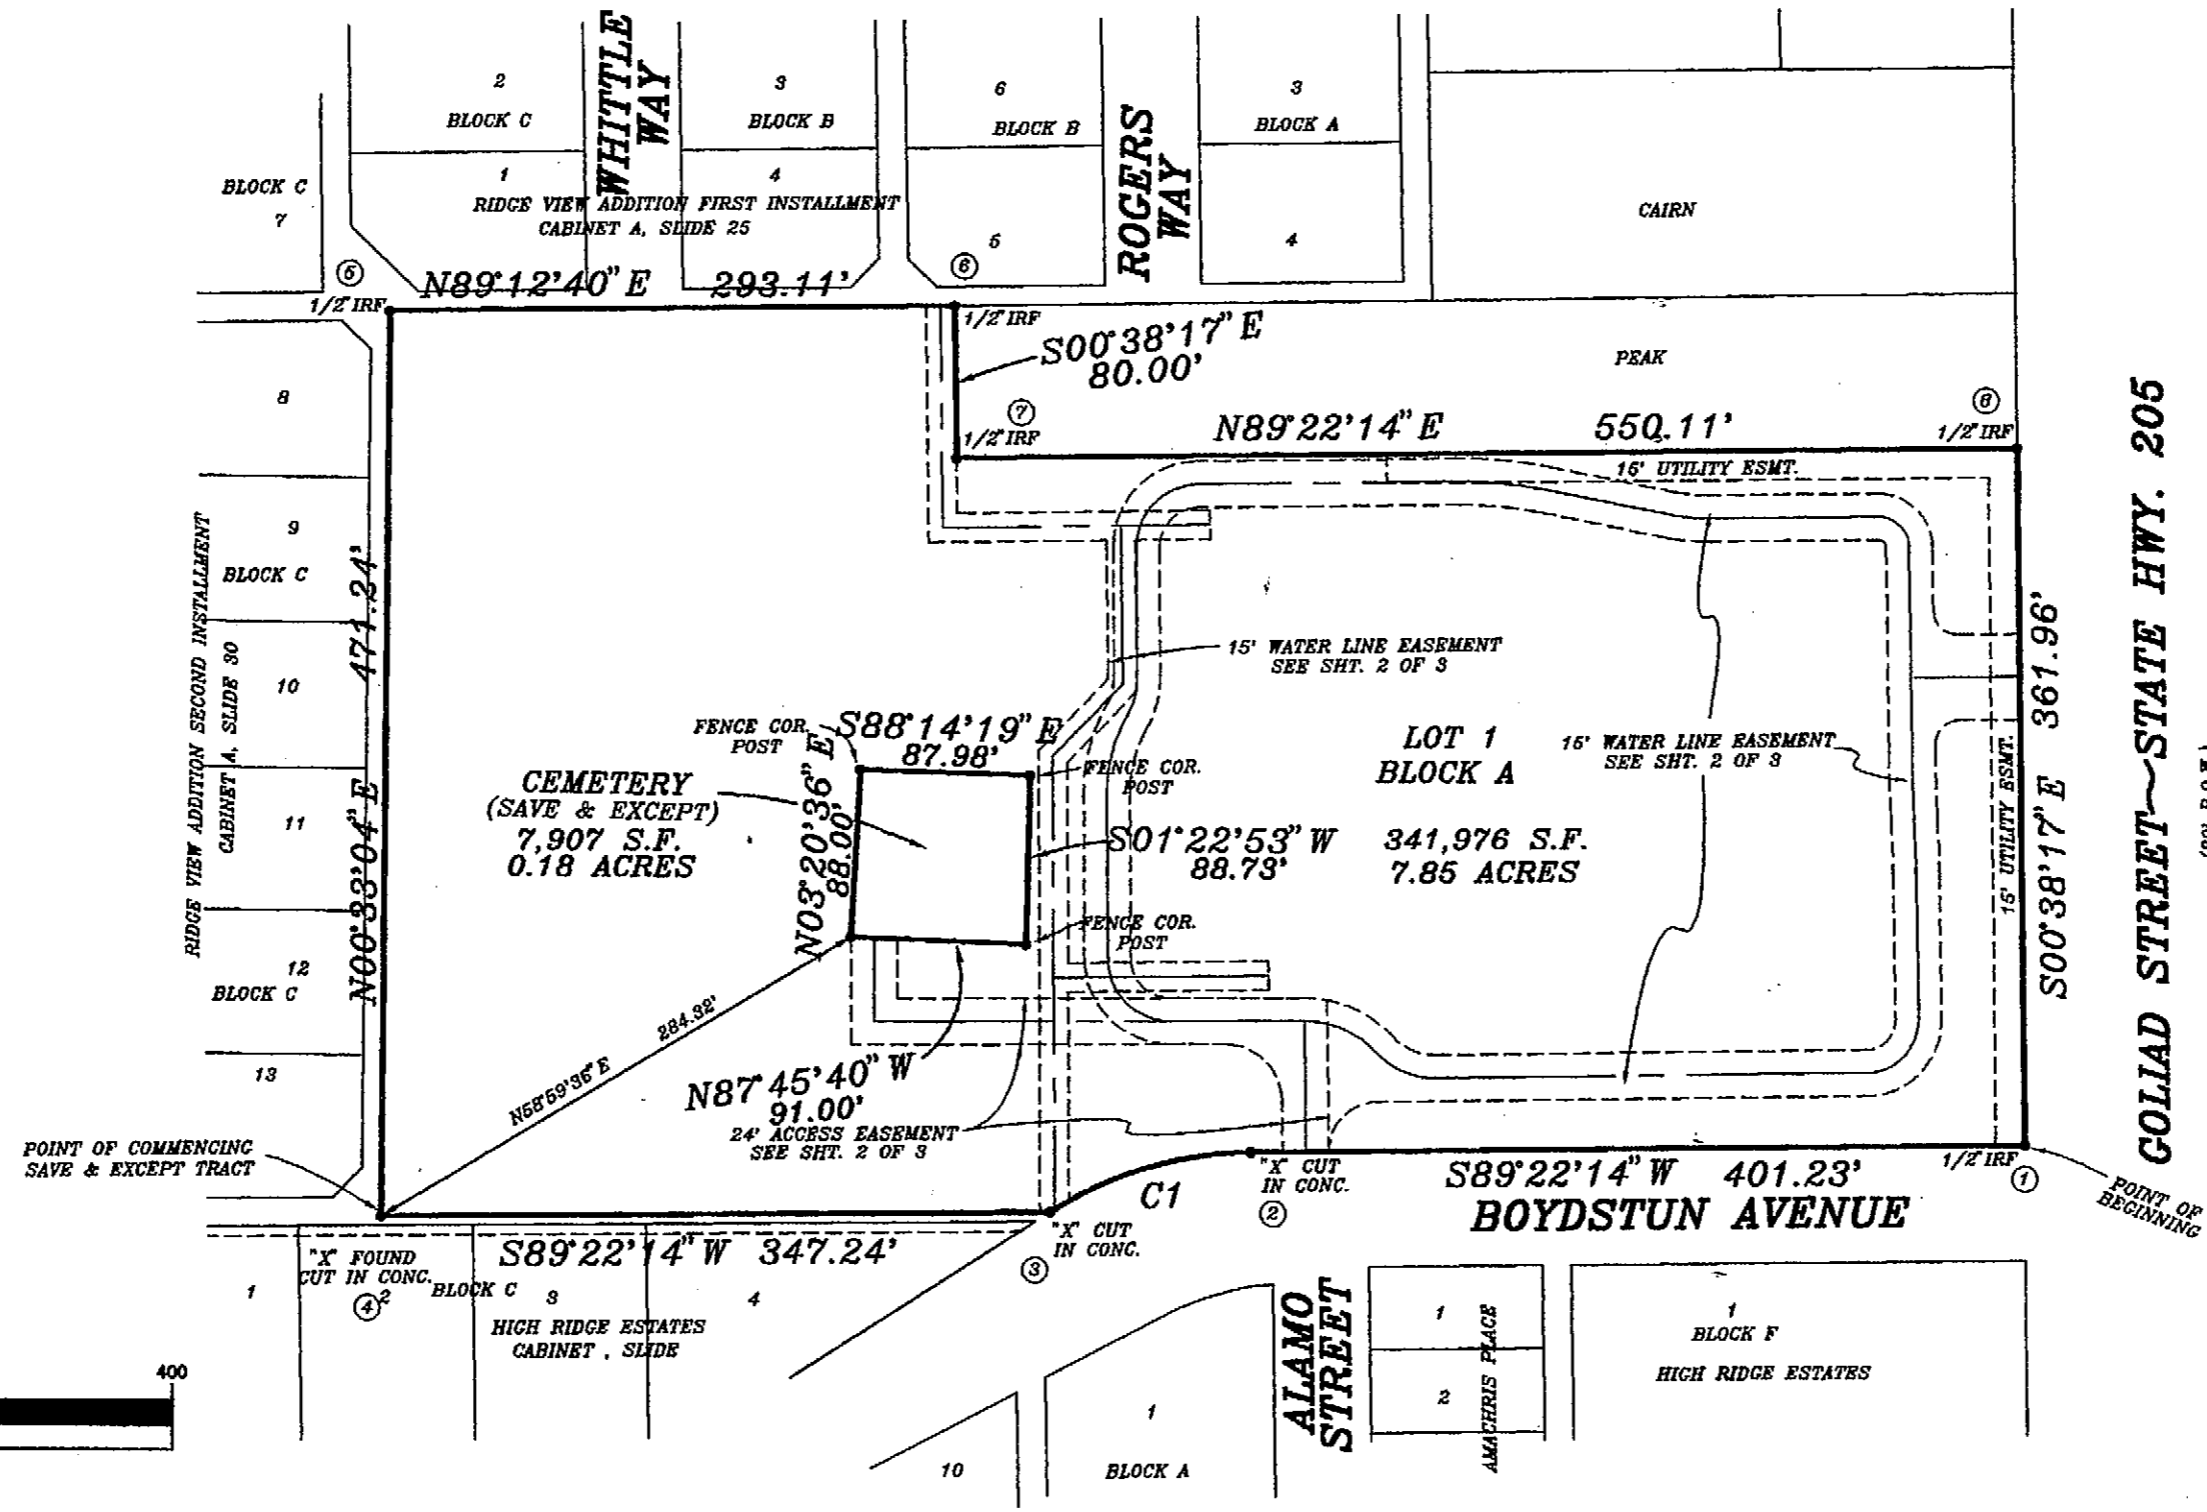 2
BLOCK C
WHITTLE
WAY
3
BLOCK B
6
BLOCK B
3
BLOCK A
ROGERS
WAY
BLOCK C
7
1
4
RIDGE VIEW ADDITION FIRST INSTALLMENT
CABINET A, SLIDE 25
5
4
CAIRN
5
N89°12'40" E 293.11'
6
1/2" IRF
1/2" IRF
S00°38'17" E
80.00'
PEAK
7
1/2" IRF
N89°22'14" E 550.11'
8
1/2" IRF
15' UTILITY ESMT.
8
9
BLOCK C
10
11
12
BLOCK C
13
RIDGE VIEW ADDITION SECOND INSTALLMENT
CABINET A, SLIDE 30
N00°33'04" E 471.24'
15' WATER LINE EASEMENT
SEE SHT. 2 OF 3
FENCE COR.
POST
S88°14'19" E
87.98'
FENCE COR.
POST
LOT 1
BLOCK A
15' WATER LINE EASEMENT
SEE SHT. 2 OF 3
CEMETERY
(SAVE & EXCEPT)
7,907 S.F.
0.18 ACRES
N03°20'36" E
88.00'
S01°22'53" W
88.73'
341,976 S.F.
7.85 ACRES
FENCE COR.
POST
15' UTILITY ESMT.
S00°38'17" E 361.96'
GOLIAD STREET~STATE HWY. 205
N58°59'36" E 284.32'
N87°45'40" W
91.00'
24' ACCESS EASEMENT
SEE SHT. 2 OF 3
POINT OF COMMENCING
SAVE & EXCEPT TRACT
C1
"X" CUT
IN CONC.
2
S89°22'14" W 401.23'
BOYDSTUN AVENUE
1/2" IRF
1
POINT OF
BEGINNING
"X" FOUND
CUT IN CONC.
4
S89°22'14" W 347.24'
"X" CUT
IN CONC.
3
1
2
BLOCK C
3
4
HIGH RIDGE ESTATES
CABINET , SLIDE
ALAMO
STREET
1
2
AMACHRIS PLACE
1
BLOCK F
HIGH RIDGE ESTATES
400
10
1
BLOCK A